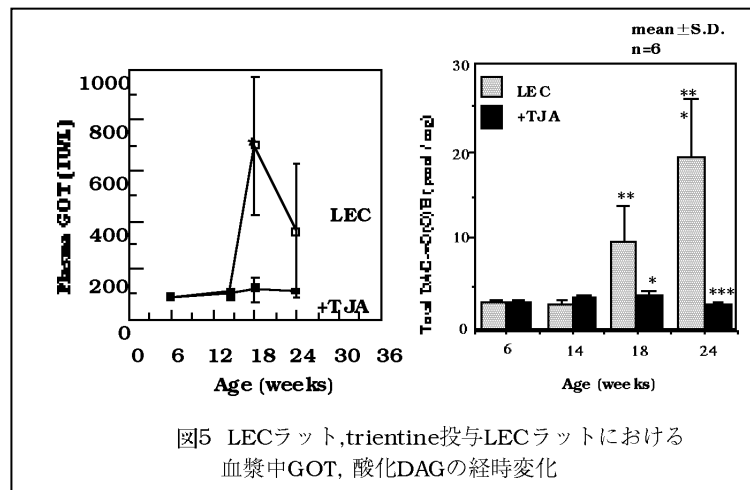 mean±S.D.
n=6
1000
800
600
400
200
0
Plasma GOT
LEC
+TJA
0 6 12 18 24 30 36
Age (weeks)
30
20
10
0
Total
LEC
+TJA
**
*
**
*
***
6 14 18 24
Age (weeks)
図5 LECラット,trientine投与LECラットにおける
血漿中GOT, 酸化DAGの経時変化